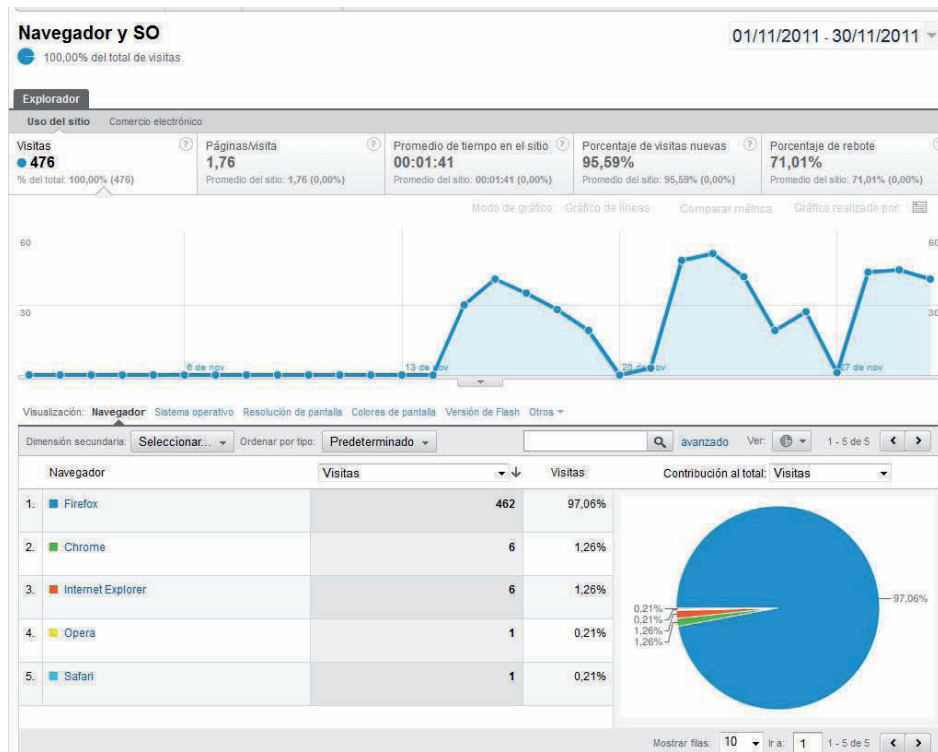 Navegador y SO
01/11/2011 - 30/11/2011
100,00% del total de visitas
Explorador
Uso del sitio Comercio electrónico
Visitas Páginas/visita Promedio de tiempo en el sitio Porcentaje de visitas nuevas Porcentaje de rebote
476 1,76 00:01:41 95,59% 71,01%
% del total: 100,00% (476) Promedio del sitio: 1,76 (0,00%) Promedio del sitio: 00:01:41 (0,00%) Promedio del sitio: 95,59% (0,00%) Promedio del sitio: 71,01% (0,00%)
Modo de gráfico: Gráfico de líneas Comparar métrica Gráfico realizado por:
60 60
30 30
6 de nov 13 de nov 20 de nov 27 de nov
Visualización: Navegador Sistema operativo Resolución de pantalla Colores de pantalla Versión de Flash Otros
Dimensión secundaria: Seleccionar... Ordenar por tipo: Predeterminado avanzado Ver: 1 - 5 de 5
Navegador Visitas Visitas Contribución al total: Visitas
1. Firefox 462 97,06%
2. Chrome 6 1,26%
3. Internet Explorer 6 1,26%
4. Opera 1 0,21%
5. Safari 1 0,21%
97,06%
0,21%
0,21%
1,26%
1,26%
Mostrar filas: 10 Ir a: 1 1 - 5 de 5